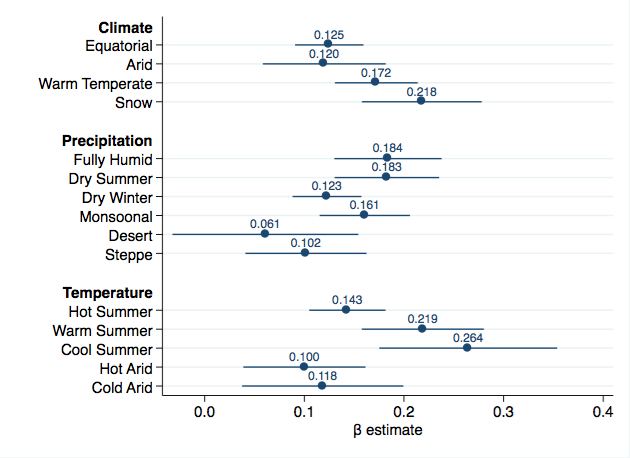 Climate
Equatorial 0.125
Arid 0.120
Warm Temperate 0.172
Snow 0.218
Precipitation
Fully Humid 0.184
Dry Summer 0.183
Dry Winter 0.123
Monsoonal 0.161
Desert 0.061
Steppe 0.102
Temperature
Hot Summer 0.143
Warm Summer 0.219
Cool Summer 0.264
Hot Arid 0.100
Cold Arid 0.118
0.0 0.1 0.2 0.3 0.4
β estimate